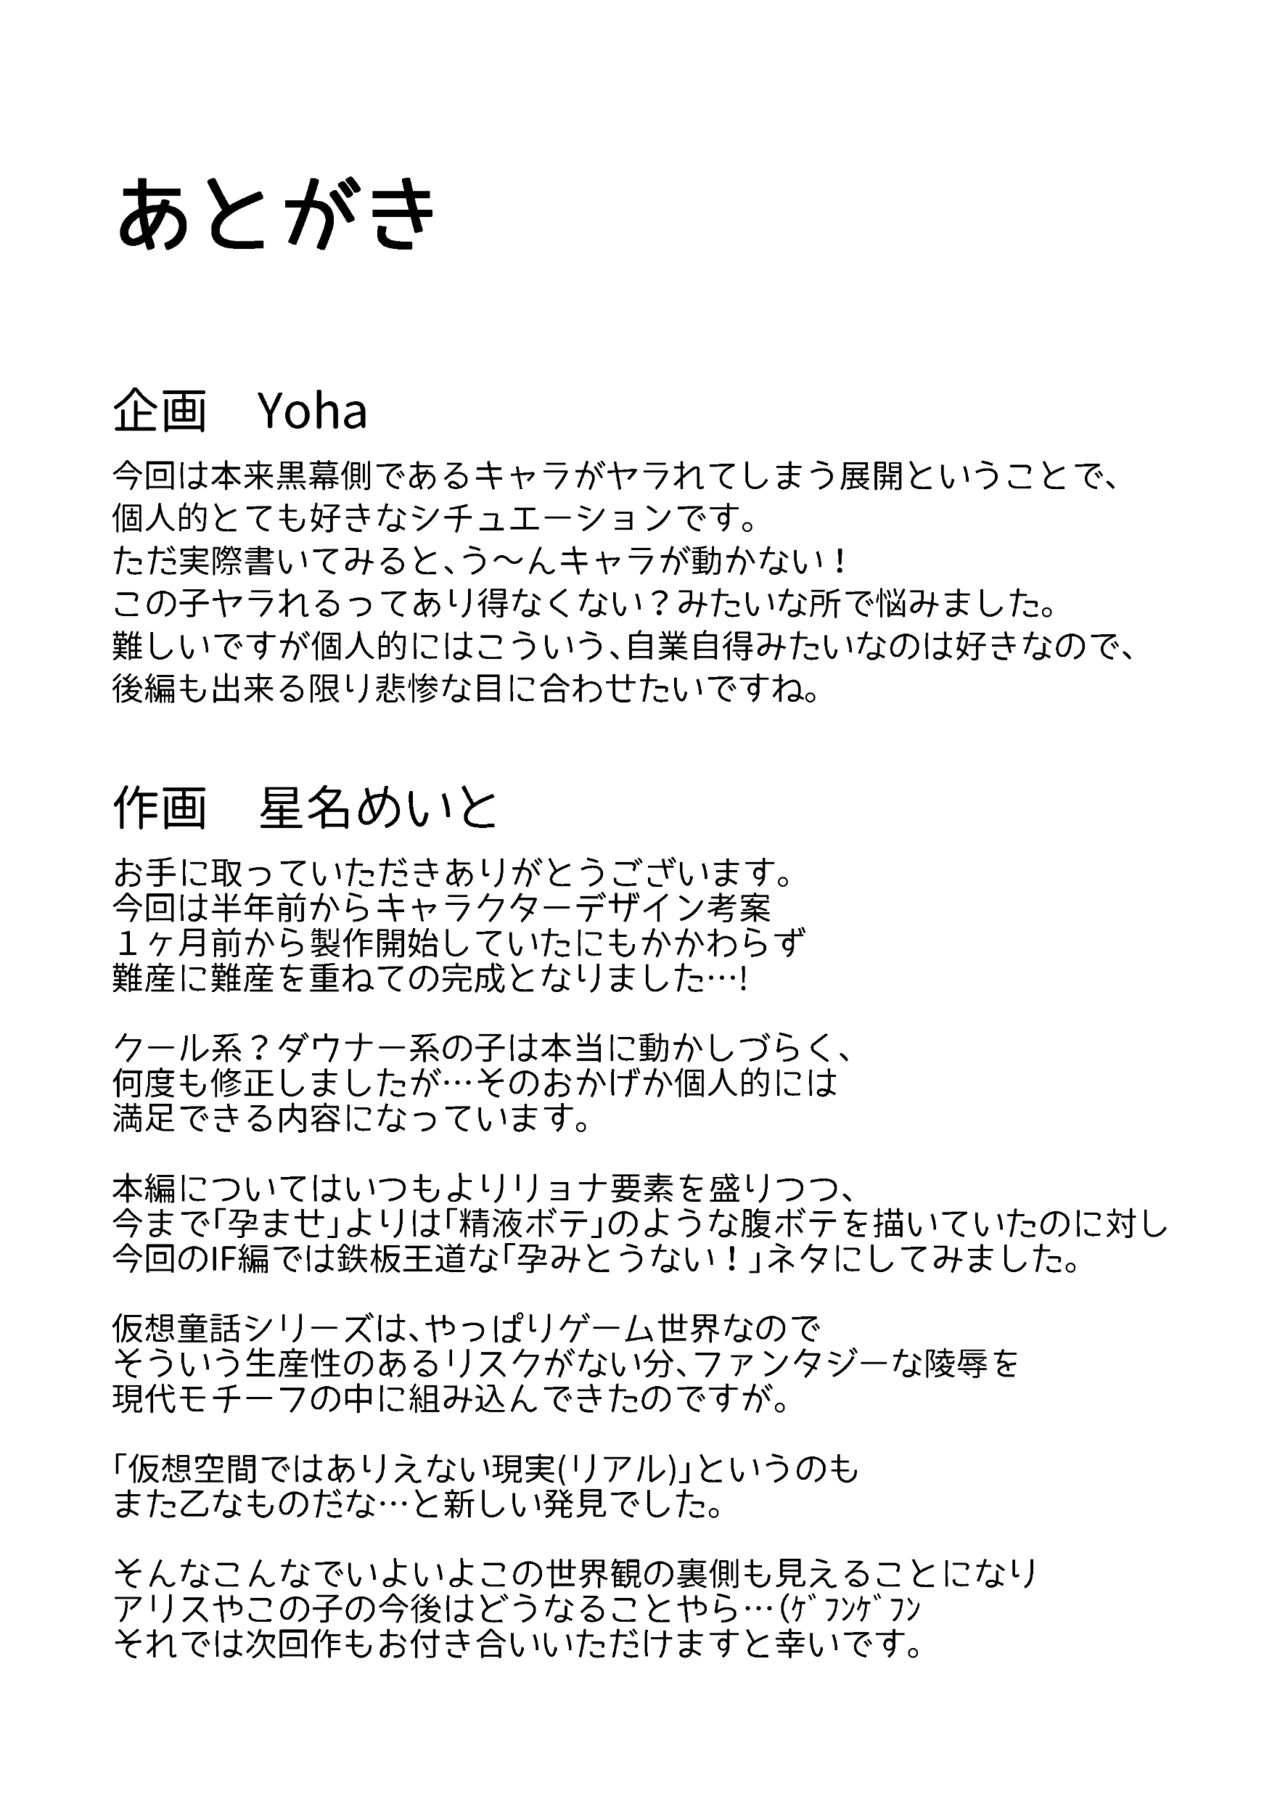 あとがき
企画　Yoha
今回は本来黒幕側であるキャラがヤラれてしまう展開ということで、
個人的とても好きなシチュエーションです。
ただ実際書いてみると、う～んキャラが動かない！
この子ヤラれるってあり得なくない？みたいな所で悩みました。
難しいですが個人的にはこういう、自業自得みたいなのは好きなので、
後編も出来る限り悲惨な目に合わせたいですね。
作画　星名めいと
お手に取っていただきありがとうございます。
今回は半年前からキャラクターデザイン考案
１ヶ月前から製作開始していたにもかかわらず
難産に難産を重ねての完成となりました…!
クール系？ダウナー系の子は本当に動かしづらく、
何度も修正しましたが…そのおかげか個人的には
満足できる内容になっています。
本編についてはいつもよりリョナ要素を盛りつつ、
今まで「孕ませ」よりは「精液ボテ」のような腹ボテを描いていたのに対し
今回のIF編では鉄板王道な「孕みとうない！」ネタにしてみました。
仮想童話シリーズは、やっぱりゲーム世界なので
そういう生産性のあるリスクがない分、ファンタジーな陵辱を
現代モチーフの中に組み込んできたのですが。
「仮想空間ではありえない現実(リアル)」というのも
また乙なものだな…と新しい発見でした。
そんなこんなでいよいよこの世界観の裏側も見えることになり
アリスやこの子の今後はどうなることやら…(ｹﾞﾌﾝｹﾞﾌﾝ
それでは次回作もお付き合いいただけますと幸いです。